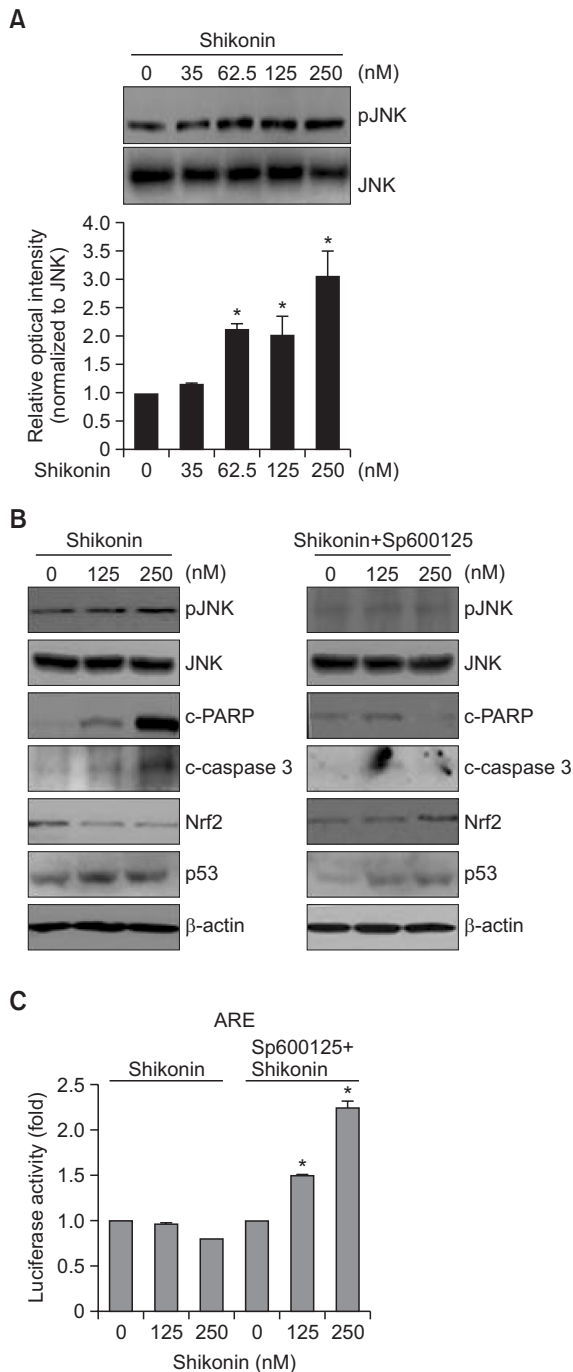 A
Shikonin
0 35 62.5 125 250 (nM)
pJNK
JNK
Relative optical intensity
(normalized to JNK)
4.0
3.5
3.0
2.5
2.0
1.5
1.0
0.5
0
*
*
*
Shikonin 0 35 62.5 125 250 (nM)
B
Shikonin
0 125 250 (nM)
pJNK
JNK
c-PARP
c-caspase 3
Nrf2
p53
β-actin
Shikonin+Sp600125
0 125 250 (nM)
pJNK
JNK
c-PARP
c-caspase 3
Nrf2
p53
β-actin
C
ARE
Shikonin
Sp600125+
Shikonin
Luciferase activity (fold)
2.5
2.0
1.5
1.0
0.5
0
*
*
0 125 250 0 125 250
Shikonin (nM)